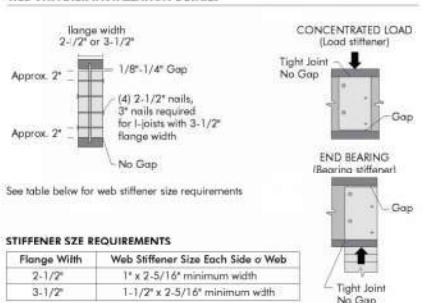 flange width
2-1/2" or 3-1/2"
Approx. 2"
1/8"-1/4" Gap
(4) 2-1/2" nails,
3" nails required
for I-joists with 3-1/2"
flange width
Approx. 2"
No Gap
See table below for web stiffener size requirements
CONCENTRATED LOAD
(Load stiffener)
Tight Joint
No Gap
Gap
END BEARING
(Bearing stiffener)
Gap
Tight Joint
No Gap
STIFFENER SZE REQUIREMENTS
Flange Width Web Stiffener Size Each Side o Web
2-1/2" 1" x 2-5/16" minimum width
3-1/2" 1-1/2" x 2-5/16" minimum width